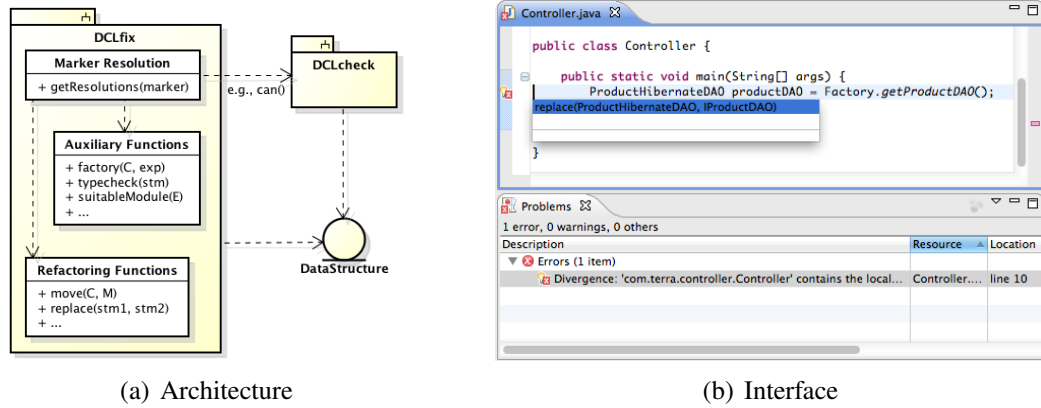 DCLfix
Marker Resolution
+ getResolutions(marker)
Auxiliary Functions
+ factory(C, exp)
+ typecheck(stm)
+ suitableModule(E)
+ ...
Refactoring Functions
+ move(C, M)
+ replace(stm1, stm2)
+ ...
DCLcheck
e.g., can()
DataStructure
(a) Architecture
Controller.java
public class Controller {
public static void main(String[] args) {
ProductHibernateDAO productDAO = Factory.getProductDAO();
replace(ProductHibernateDAO, IProductDAO)
}
Problems
1 error, 0 warnings, 0 others
Description Resource Location
Errors (1 item)
Divergence: 'com.terra.controller.Controller' contains the local... Controller.... line 10
(b) Interface